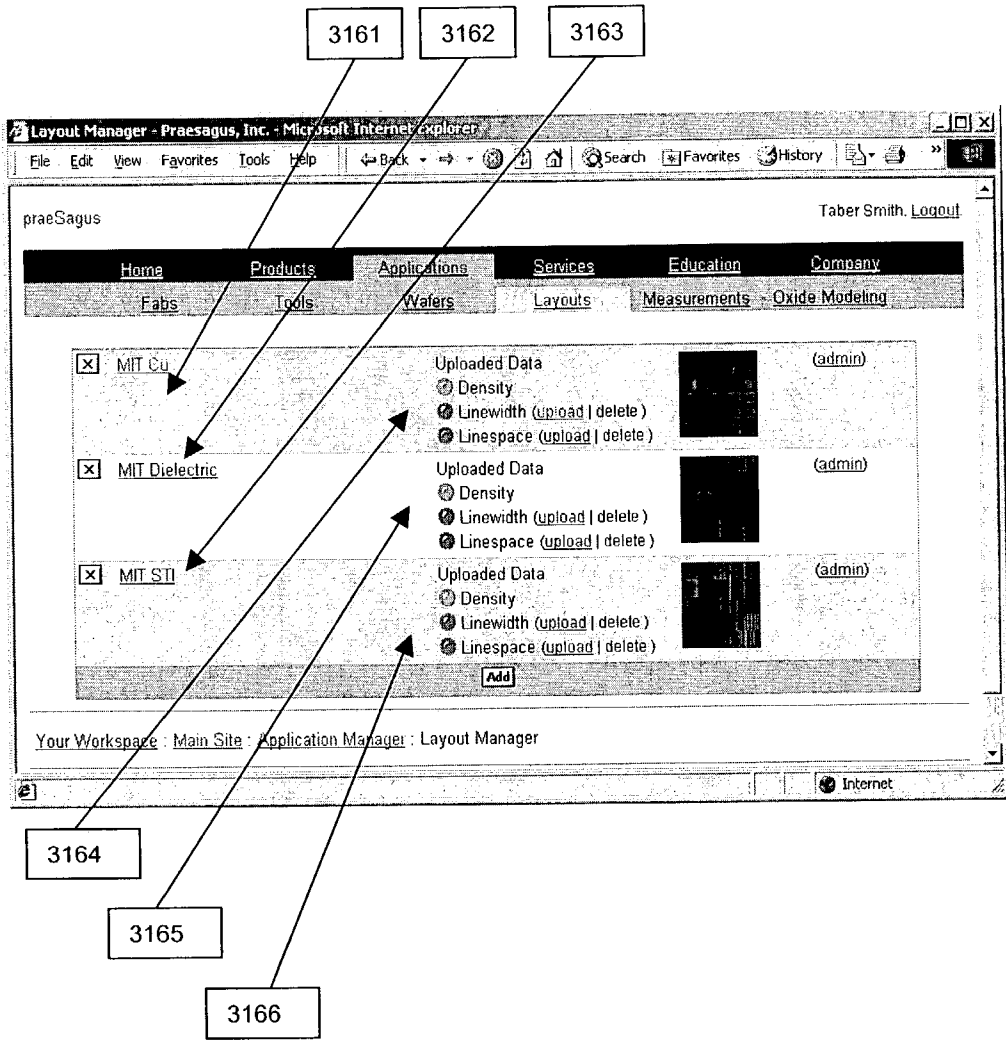 3161 3162 3163
Layout Manager - Praesagus, Inc. - Microsoft Internet Explorer
File Edit View Favorites Tools Help Back Search Favorites History »
praeSagus Taber Smith. Logout
Home Products Applications Services Education Company
Fabs Tools Wafers Layouts Measurements Oxide Modeling
X MIT Cu Uploaded Data (admin)
Density
Linewidth (upload | delete )
Linespace (upload | delete )
X MIT Dielectric Uploaded Data (admin)
Density
Linewidth (upload | delete )
Linespace (upload | delete )
X MIT STI Uploaded Data (admin)
Density
Linewidth (upload | delete )
Linespace (upload | delete )
Add
Your Workspace : Main Site : Application Manager : Layout Manager
Internet
3164
3165
3166